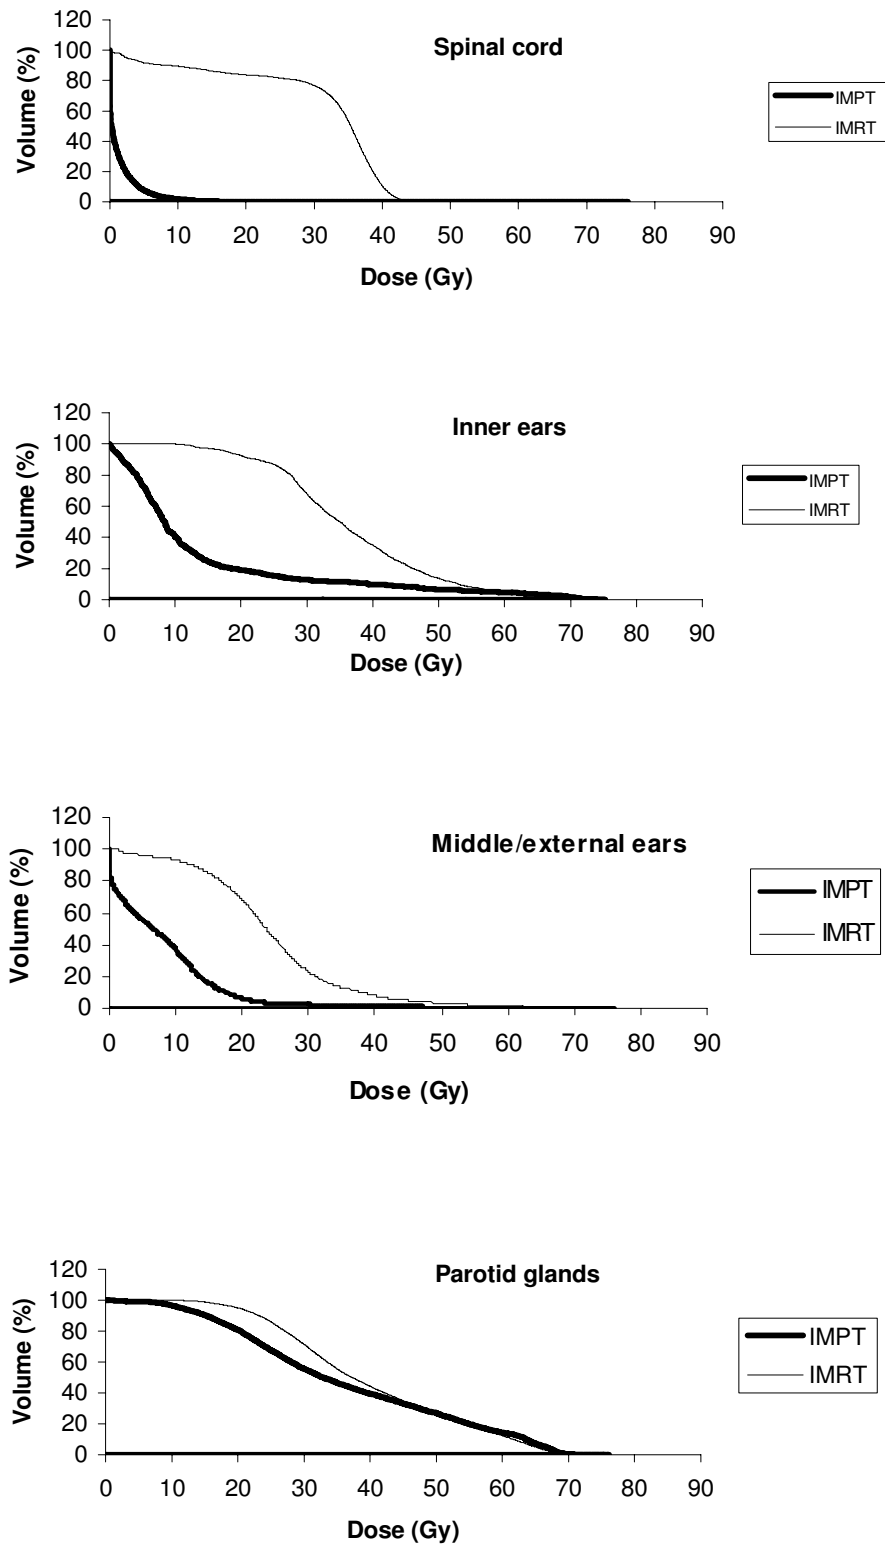 Spinal cord
120
100
80
60
40
20
0
Volume (%)
0 10 20 30 40 50 60 70 80 90
Dose (Gy)
IMPT
IMRT
Inner ears
120
100
80
60
40
20
0
Volume (%)
0 10 20 30 40 50 60 70 80 90
Dose (Gy)
IMPT
IMRT
Middle/external ears
120
100
80
60
40
20
0
Volume (%)
0 10 20 30 40 50 60 70 80 90
Dose (Gy)
IMPT
IMRT
Parotid glands
120
100
80
60
40
20
0
Volume (%)
0 10 20 30 40 50 60 70 80 90
Dose (Gy)
IMPT
IMRT